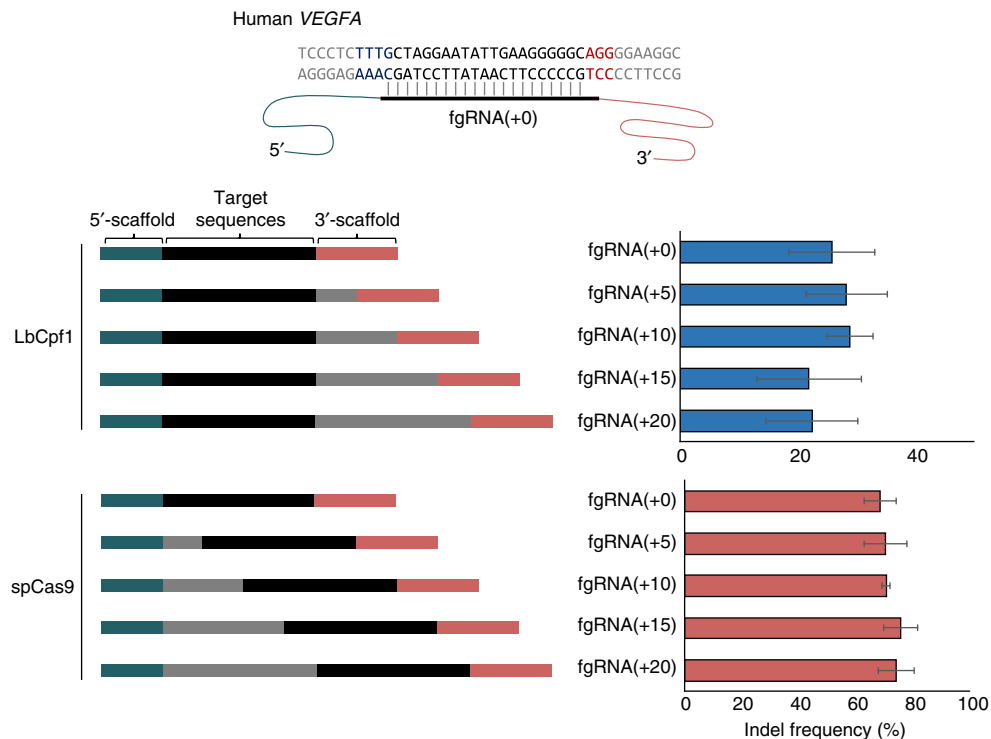 Human VEGFA
TCCCTCTTTGCTAGGAATATTGAAGGGGGCAGGGGAAGGC
AGGGAGAAACGATCCTTATAACTTCCCCCGTCCCCTTCCG
fgRNA(+0)
5′
3′
5′-scaffold
Target
sequences
3′-scaffold
LbCpf1
fgRNA(+0)
fgRNA(+5)
fgRNA(+10)
fgRNA(+15)
fgRNA(+20)
0 20 40
spCas9
fgRNA(+0)
fgRNA(+5)
fgRNA(+10)
fgRNA(+15)
fgRNA(+20)
0 20 40 60 80 100
Indel frequency (%)